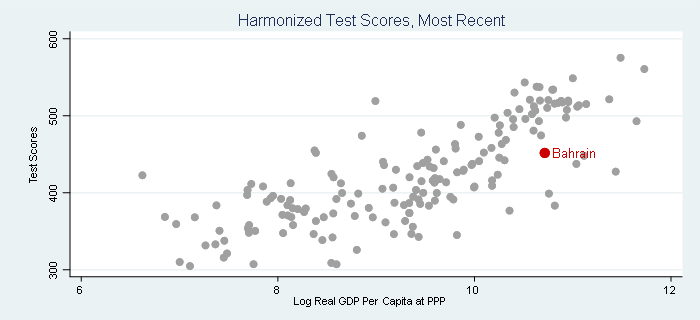 Harmonized Test Scores, Most Recent
600
500
400
300
Test Scores
Bahrain
6
8
10
12
Log Real GDP Per Capita at PPP